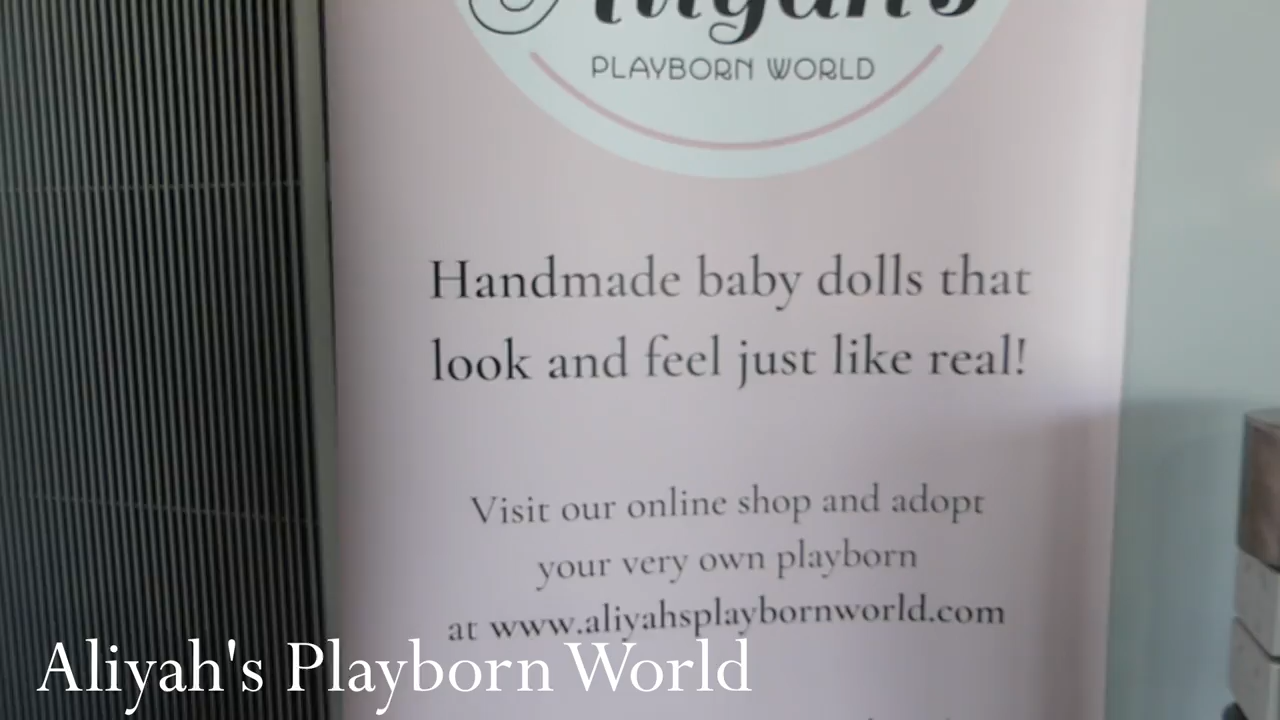 Aliyah's
PLAYBORN WORLD
Handmade baby dolls that
look and feel just like real!
Visit our online shop and adopt
your very own playborn
at www.aliyahsplaybornworld.com
Aliyah's Playborn World